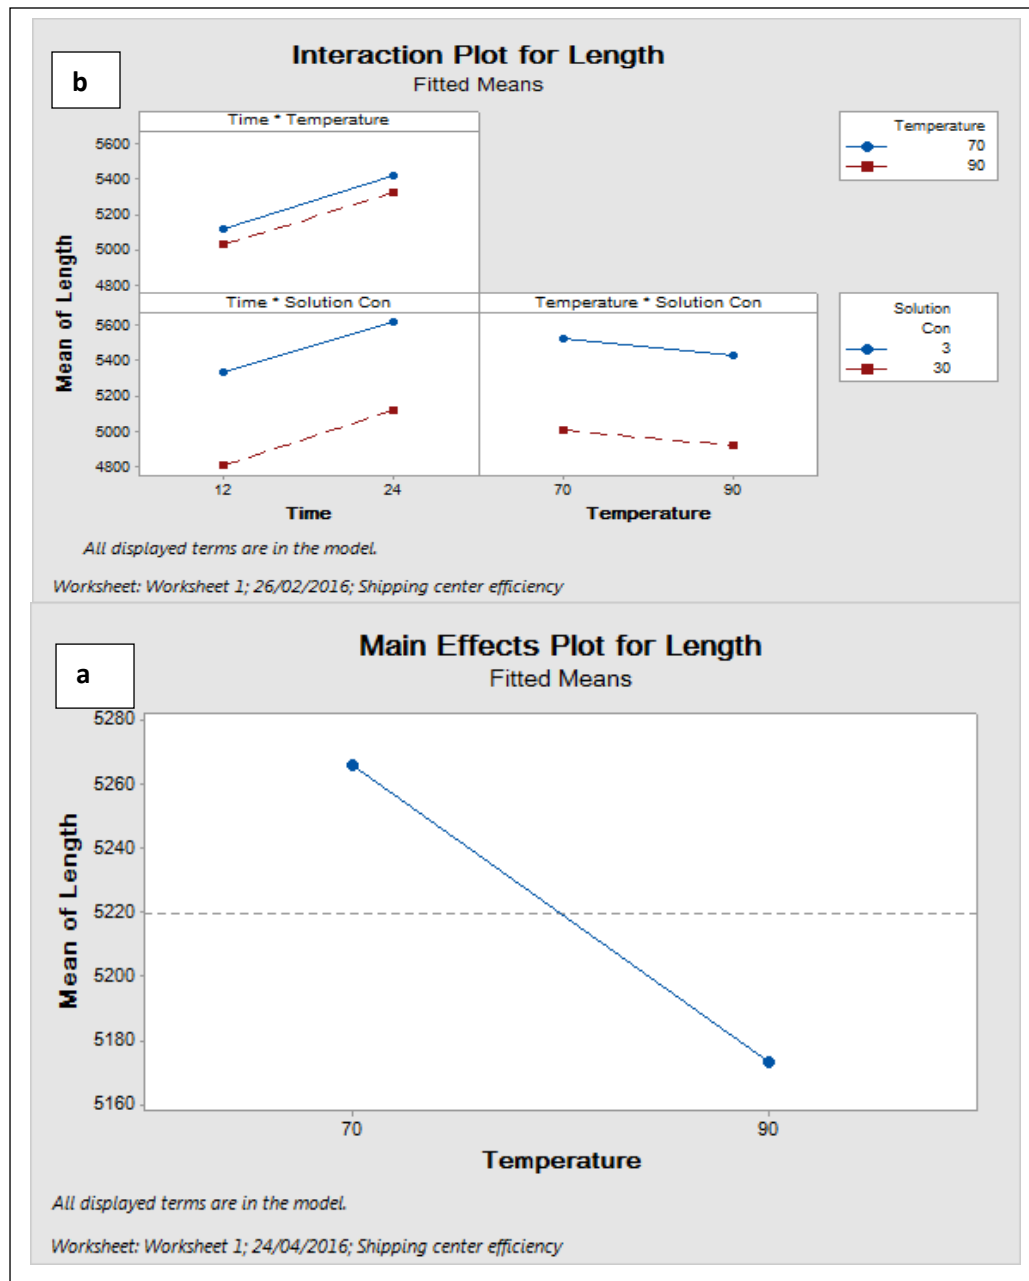 b
Interaction Plot for Length
Fitted Means
Time * Temperature
5600
5400
5200
5000
4800
Temperature
70
90
Mean of Length
Time * Solution Con
Temperature * Solution Con
5600
5400
5200
5000
4800
Solution
Con
3
30
12
24
70
90
Time
Temperature
All displayed terms are in the model.
Worksheet: Worksheet 1; 26/02/2016; Shipping center efficiency
a
Main Effects Plot for Length
Fitted Means
5280
5260
5240
5220
5200
5180
5160
Mean of Length
70
90
Temperature
All displayed terms are in the model.
Worksheet: Worksheet 1; 24/04/2016; Shipping center efficiency